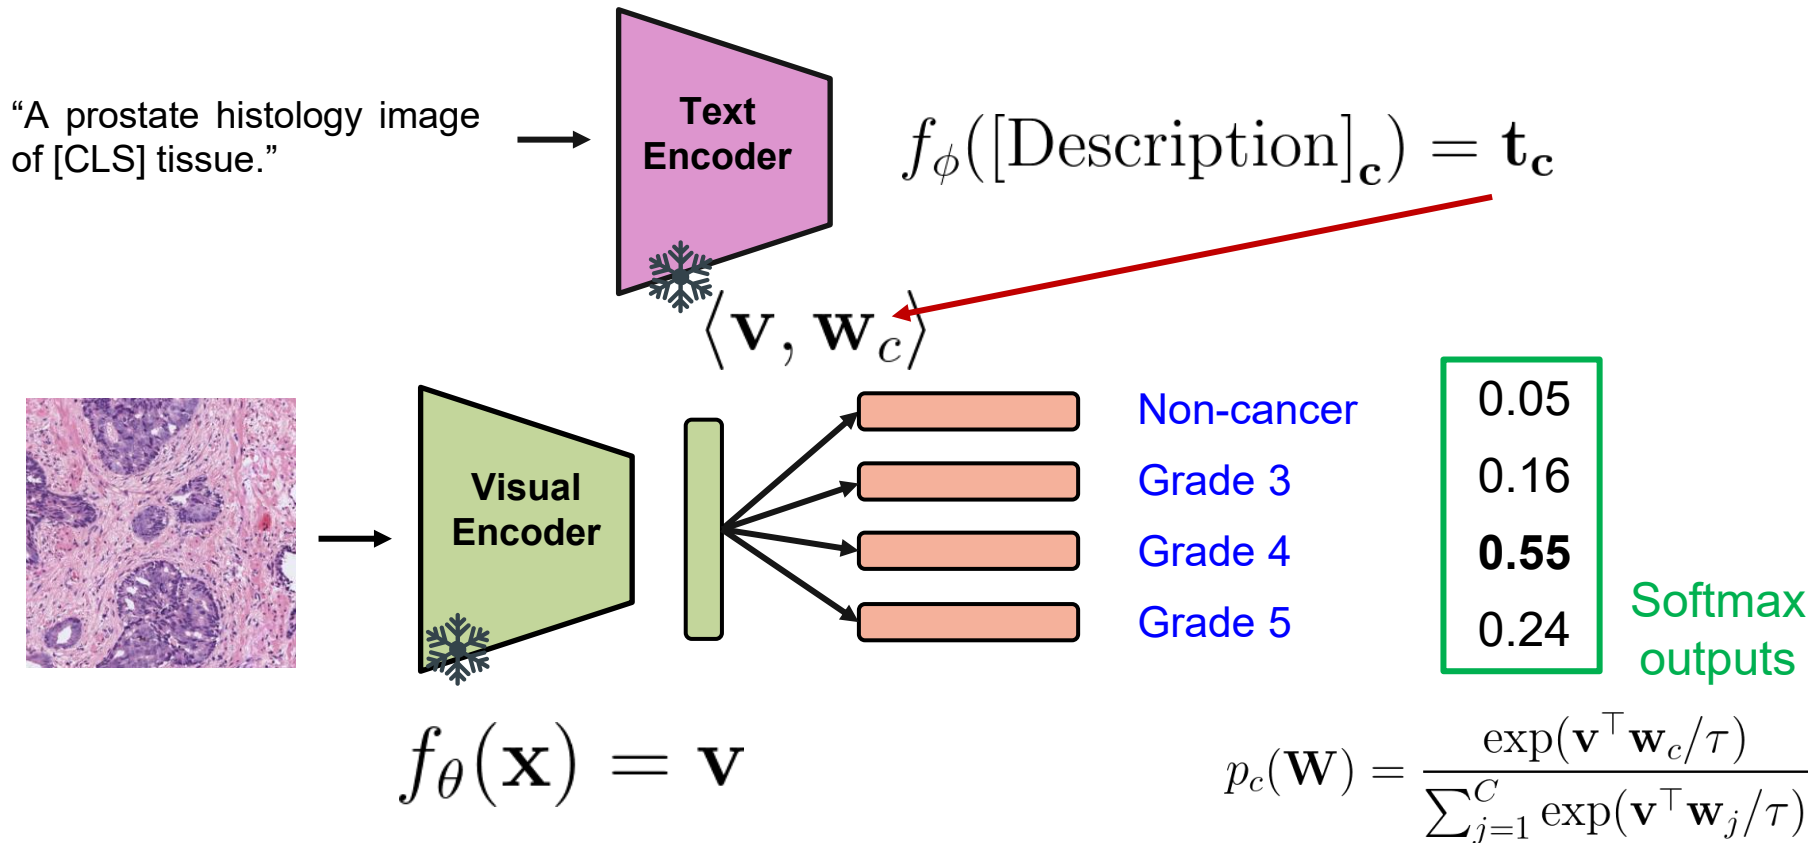 “A prostate histology image
of [CLS] tissue.”
Text
Encoder
f_ϕ([Description]_c) = t_c
⟨v, w_c⟩
Visual
Encoder
Non-cancer
Grade 3
Grade 4
Grade 5
0.05
0.16
0.55
0.24
Softmax
outputs
f_θ(x) = v
p_c(W) = exp(v^⊤ w_c/τ) / ∑_{j=1}^{C} exp(v^⊤ w_j/τ)